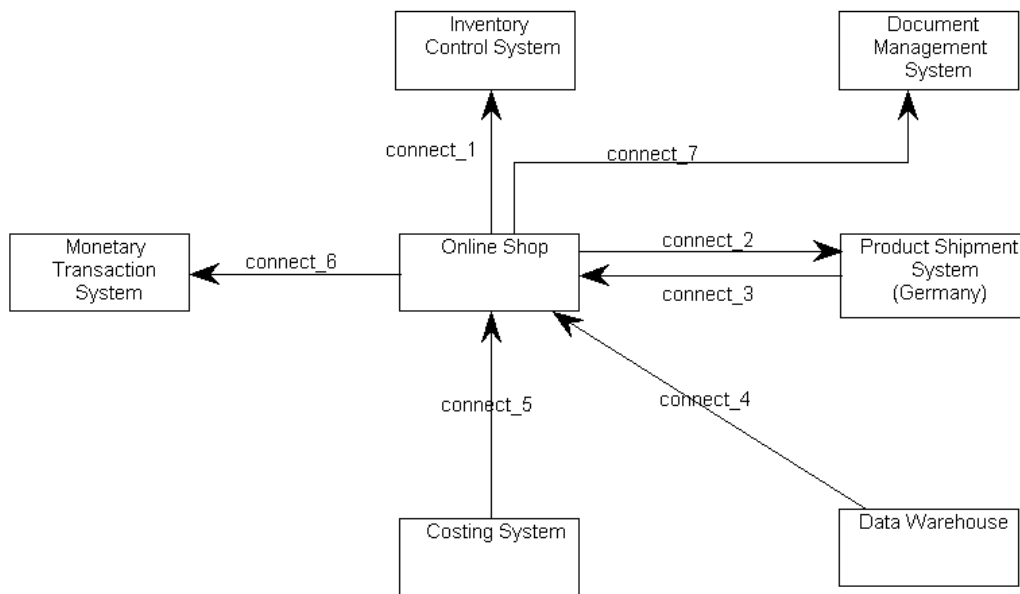 Inventory
Control System
Document
Management
System
connect_1
connect_7
Monetary
Transaction
System
connect_6
Online Shop
connect_2
connect_3
Product Shipment
System
(Germany)
connect_5
connect_4
Costing System
Data Warehouse